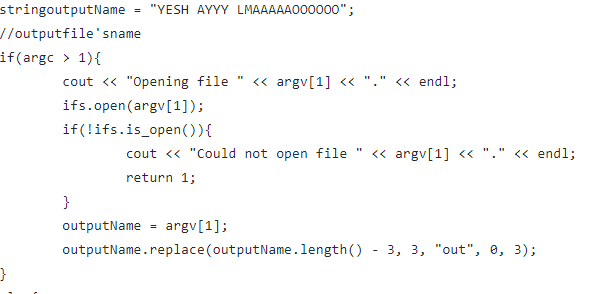 stringoutputName = "YESH AYYY LMAAAAAOOOOOO";
//outputfile'sname
if(argc > 1){
cout << "Opening file " << argv[1] << "." << endl;
ifs.open(argv[1]);
if(!ifs.is_open()){
cout << "Could not open file " << argv[1] << "." << endl;
return 1;
}
outputName = argv[1];
outputName.replace(outputName.length() - 3, 3, "out", 0, 3);
}